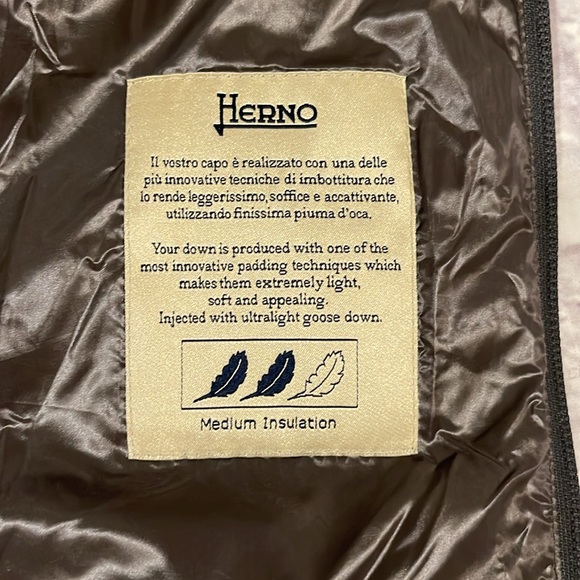 HERNO
Il vostro capo è realizzato con una delle
più innovative tecniche di imbottitura che
lo rende leggerissimo, soffice e accattivante,
utilizzando finissima piuma d'oca.
Your down is produced with one of the
most innovative padding techniques which
makes them extremely light,
soft and appealing.
Injected with ultralight goose down.
Medium Insulation